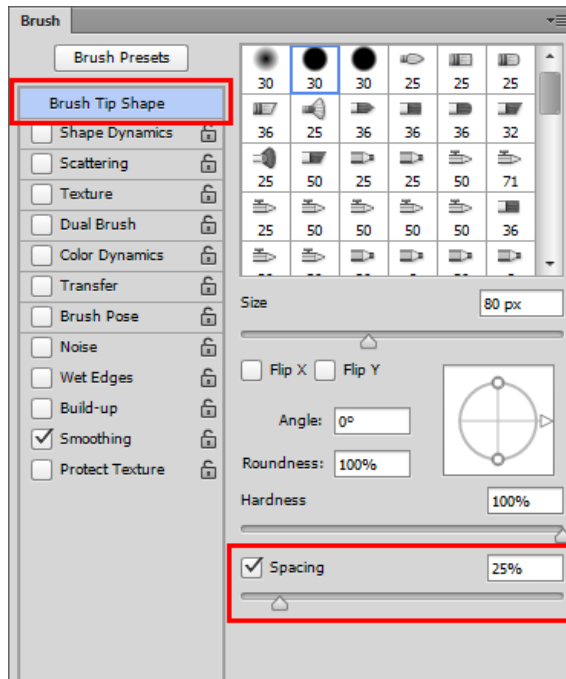 Brush
Brush Presets
Brush Tip Shape
Shape Dynamics
Scattering
Texture
Dual Brush
Color Dynamics
Transfer
Brush Pose
Noise
Wet Edges
Build-up
Smoothing
Protect Texture
30 30 30 25 25 25
36 25 36 36 36 32
25 50 25 25 50 71
25 50 50 50 50 36
Size 80 px
Flip X Flip Y
Angle: 0º
Roundness: 100%
Hardness 100%
Spacing 25%